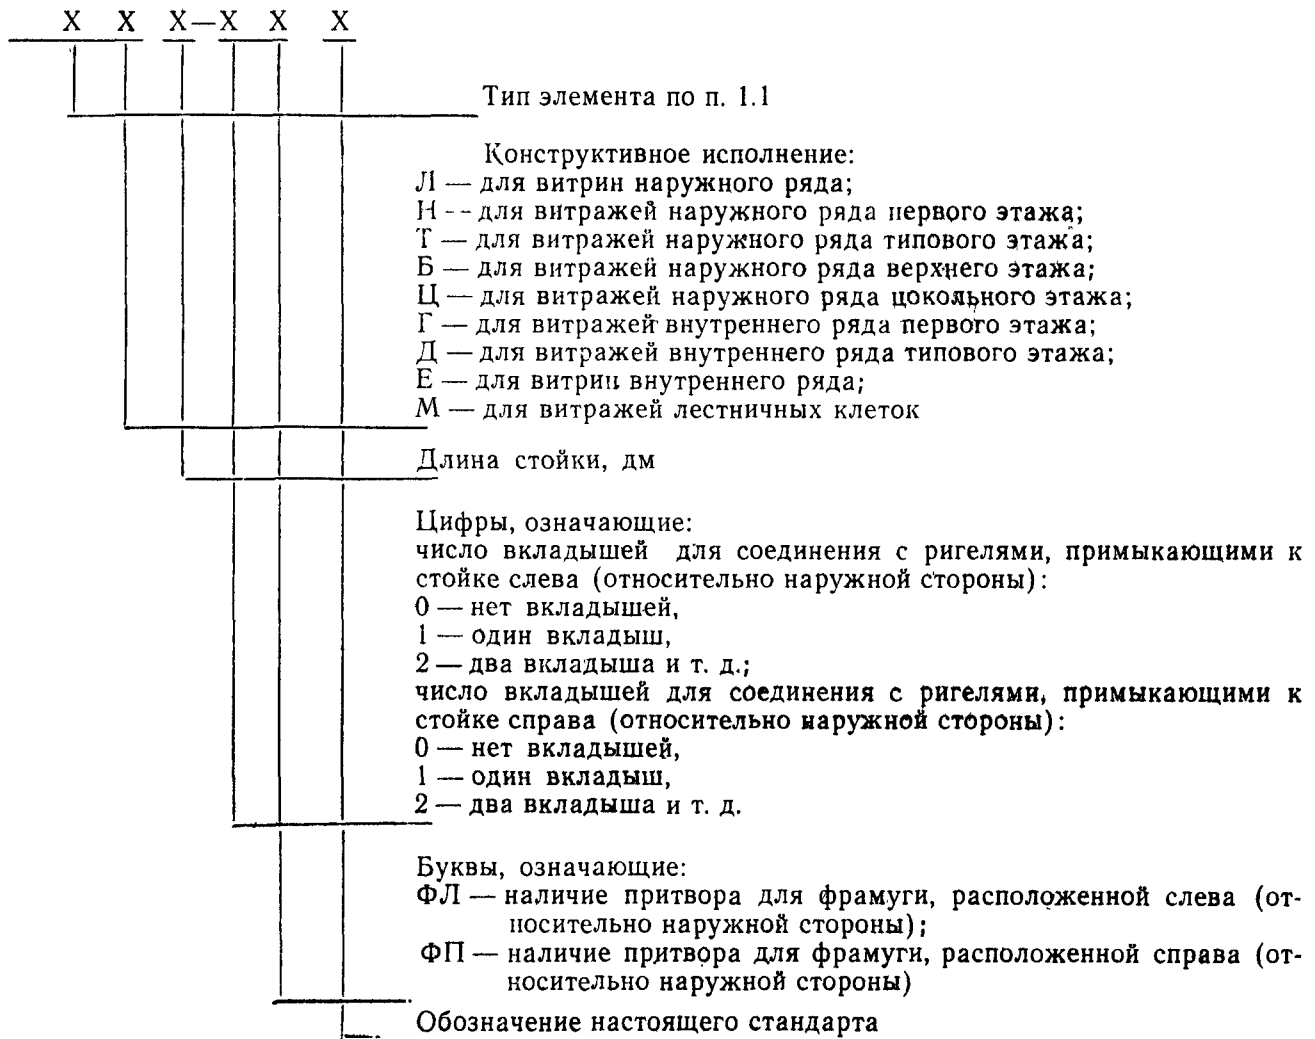 Х Х Х—Х Х Х
Тип элемента по п. 1.1
Конструктивное исполнение:
Л — для витрин наружного ряда;
Н -- для витражей наружного ряда первого этажа;
Т — для витражей наружного ряда типового этажа;
Б — для витражей наружного ряда верхнего этажа;
Ц — для витражей наружного ряда цокольного этажа;
Г — для витражей внутреннего ряда первого этажа;
Д — для витражей внутреннего ряда типового этажа;
Е — для витрин внутреннего ряда;
М — для витражей лестничных клеток
Длина стойки, дм
Цифры, означающие:
число вкладышей для соединения с ригелями, примыкающими к
стойке слева (относительно наружной стороны):
0 — нет вкладышей,
1 — один вкладыш,
2 — два вкладыша и т. д.;
число вкладышей для соединения с ригелями, примыкающими к
стойке справа (относительно наружной стороны):
0 — нет вкладышей,
1 — один вкладыш,
2 — два вкладыша и т. д.
Буквы, означающие:
ФЛ — наличие притвора для фрамуги, расположенной слева (от-
носительно наружной стороны);
ФП — наличие притвора для фрамуги, расположенной справа (от-
носительно наружной стороны)
Обозначение настоящего стандарта